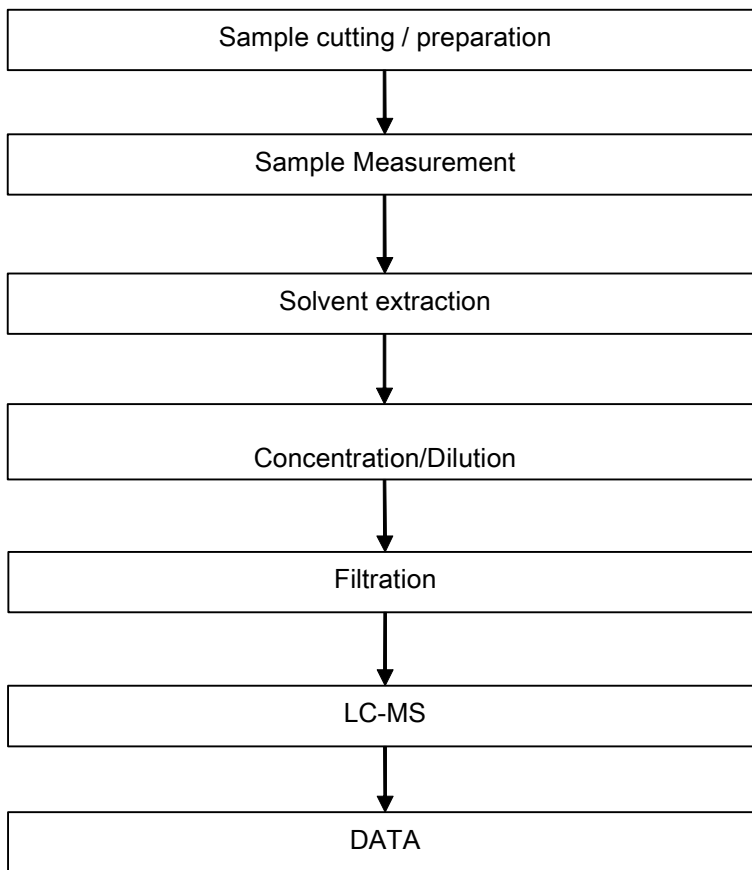 Sample cutting / preparation
Sample Measurement
Solvent extraction
Concentration/Dilution
Filtration
LC-MS
DATA